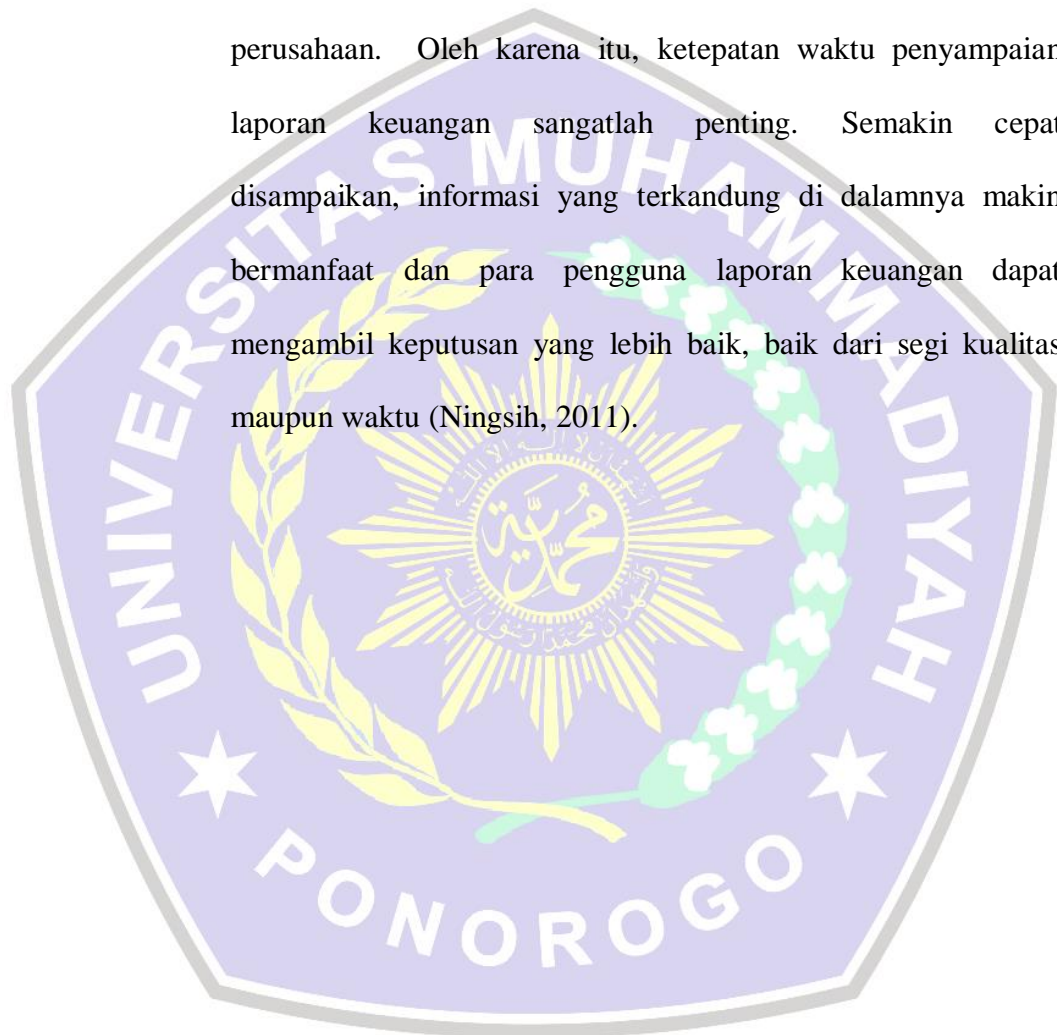 perusahaan. Oleh karena itu, ketepatan waktu penyampaian
laporan keuangan sangatlah penting. Semakin cepat
disampaikan, informasi yang terkandung di dalamnya makin
bermanfaat dan para pengguna laporan keuangan dapat
mengambil keputusan yang lebih baik, baik dari segi kualitas
maupun waktu (Ningsih, 2011).
UNIVERSITAS MUHAMMADIYAH
PONOROGO
محمدية